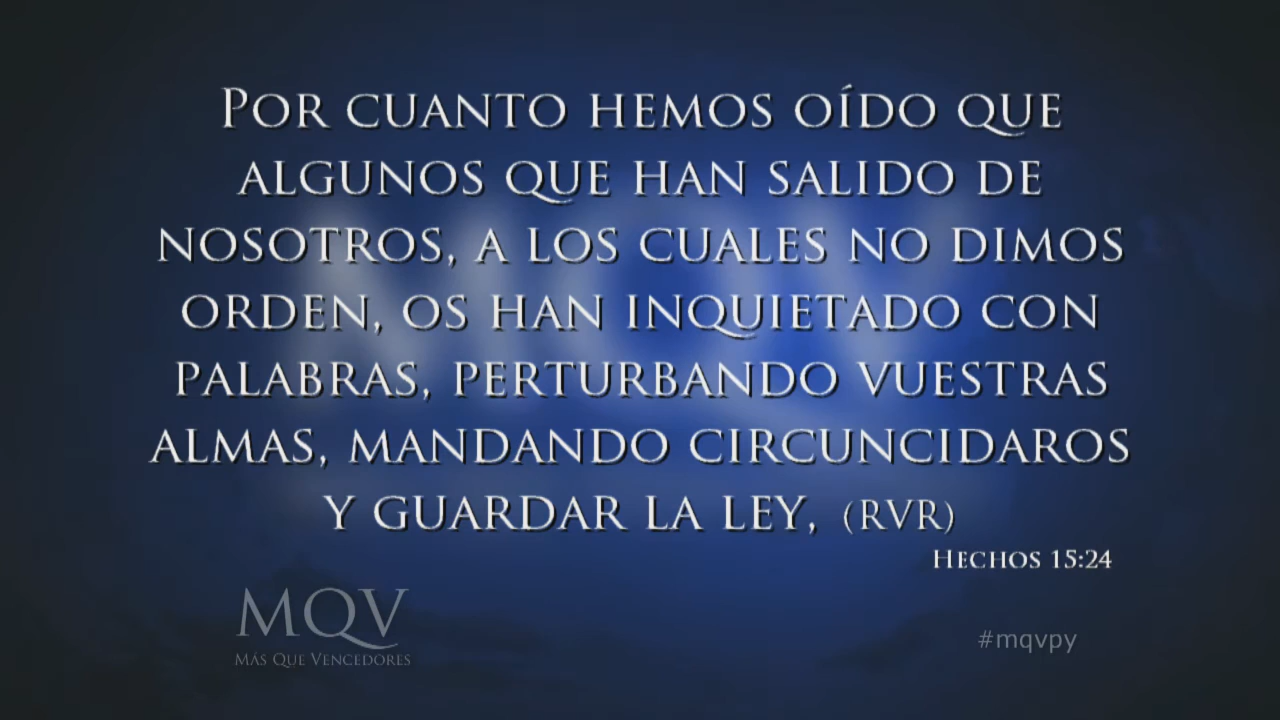 Por cuanto hemos oído que
algunos que han salido de
nosotros, a los cuales no dimos
orden, os han inquietado con
palabras, perturbando vuestras
almas, mandando circuncidaros
y guardar la ley, (RVR)
Hechos 15:24
MQV
Más Que Vencedores
#mqvpy